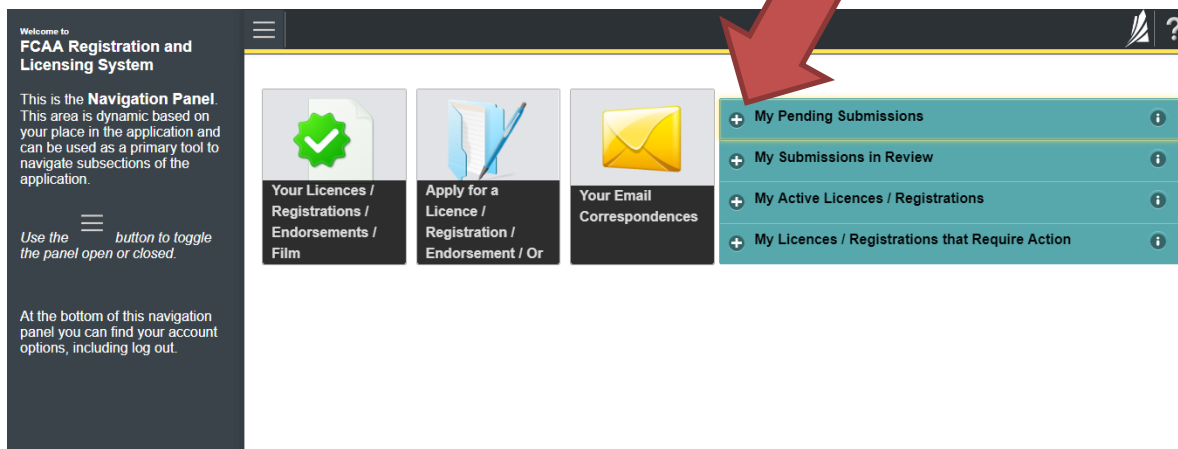 Welcome to
FCAA Registration and
Licensing System
This is the Navigation Panel.
This area is dynamic based on
your place in the application and
can be used as a primary tool to
navigate subsections of the
application.
Use the button to toggle
the panel open or closed.
At the bottom of this navigation
panel you can find your account
options, including log out.
Your Licences /
Registrations /
Endorsements /
Film
Apply for a
Licence /
Registration /
Endorsement / Or
Your Email
Correspondences
My Pending Submissions
My Submissions in Review
My Active Licences / Registrations
My Licences / Registrations that Require Action
?